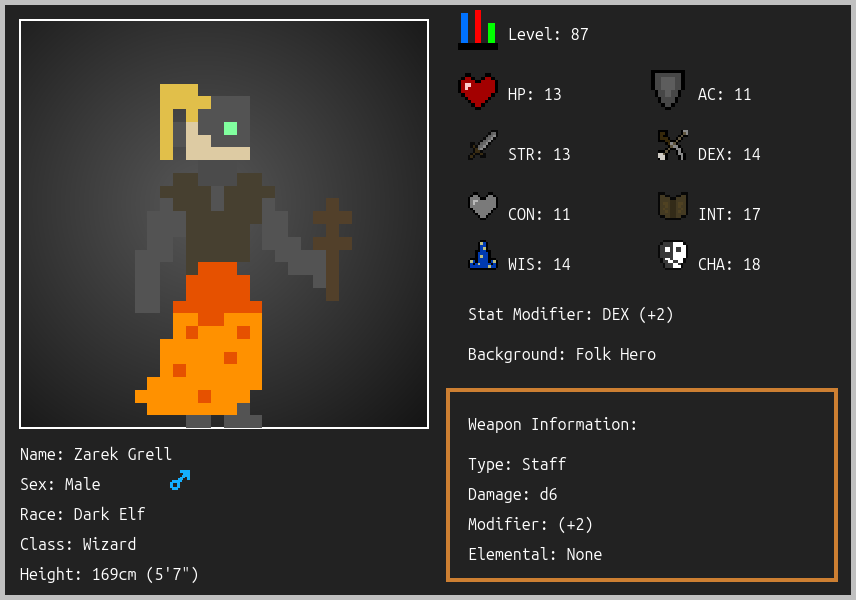 Level: 87
HP: 13
AC: 11
STR: 13
DEX: 14
CON: 11
INT: 17
WIS: 14
CHA: 18
Stat Modifier: DEX (+2)
Background: Folk Hero
Weapon Information:
Type: Staff
Damage: d6
Modifier: (+2)
Elemental: None
Name: Zarek Grell
Sex: Male
Race: Dark Elf
Class: Wizard
Height: 169cm (5'7")